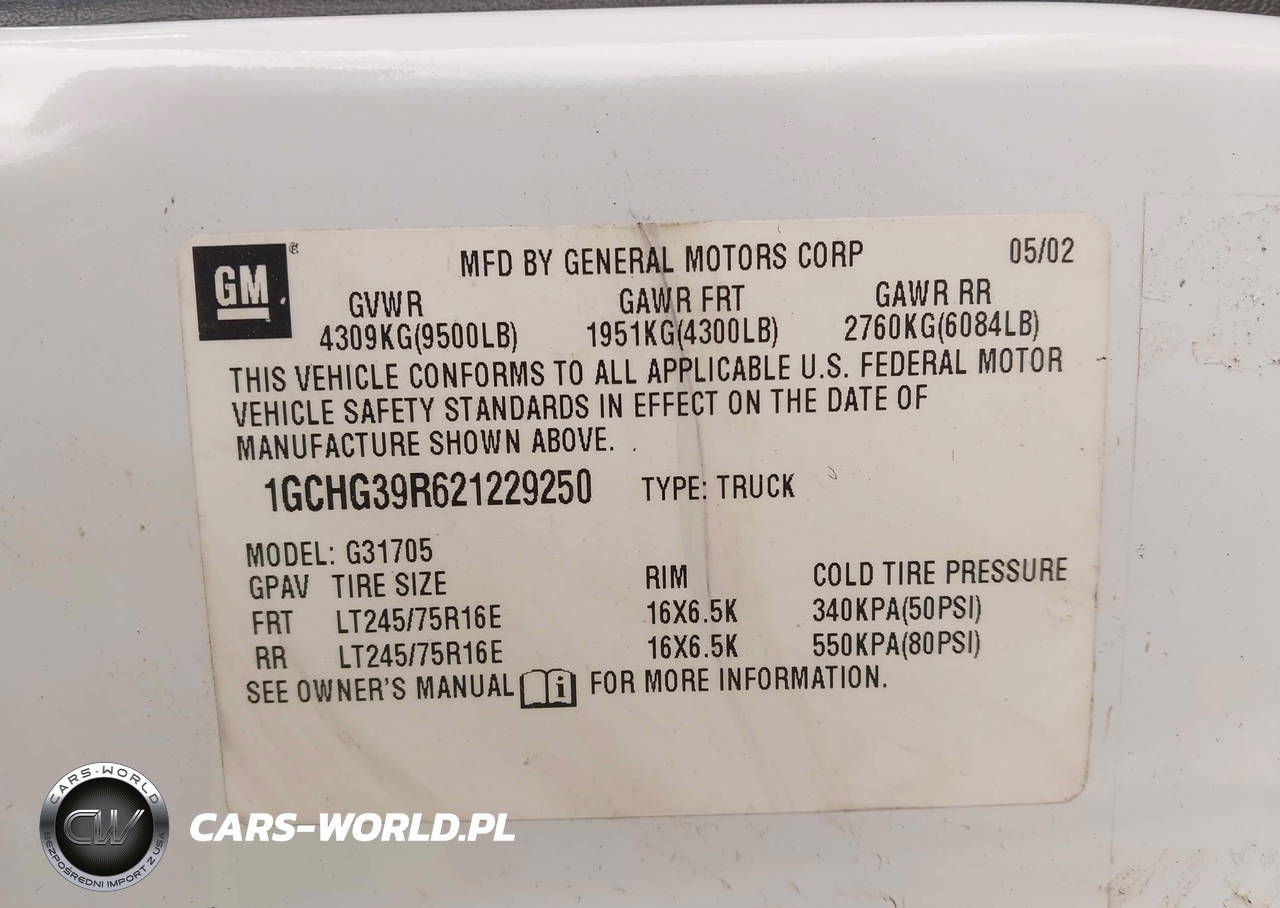 GM ®
MFD BY GENERAL MOTORS CORP 05/02
GVWR GAWR FRT GAWR RR
4309KG(9500LB) 1951KG(4300LB) 2760KG(6084LB)
THIS VEHICLE CONFORMS TO ALL APPLICABLE U.S. FEDERAL MOTOR
VEHICLE SAFETY STANDARDS IN EFFECT ON THE DATE OF
MANUFACTURE SHOWN ABOVE.
1GCHG39R621229250 TYPE: TRUCK
MODEL: G31705
GPAV TIRE SIZE RIM COLD TIRE PRESSURE
FRT LT245/75R16E 16X6.5K 340KPA(50PSI)
RR LT245/75R16E 16X6.5K 550KPA(80PSI)
SEE OWNER'S MANUAL i FOR MORE INFORMATION.
CARS-WORLD
CW
BEZPOŚREDNI IMPORT Z USA
CARS-WORLD.PL